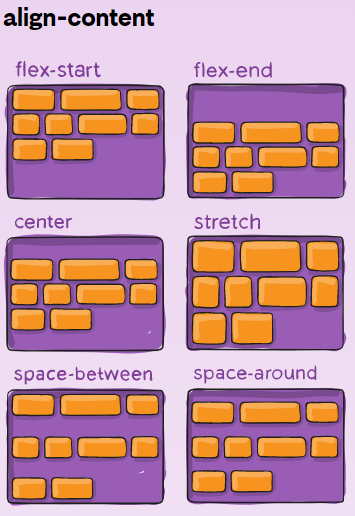 align-content
flex-start
flex-end
center
stretch
space-between
space-around